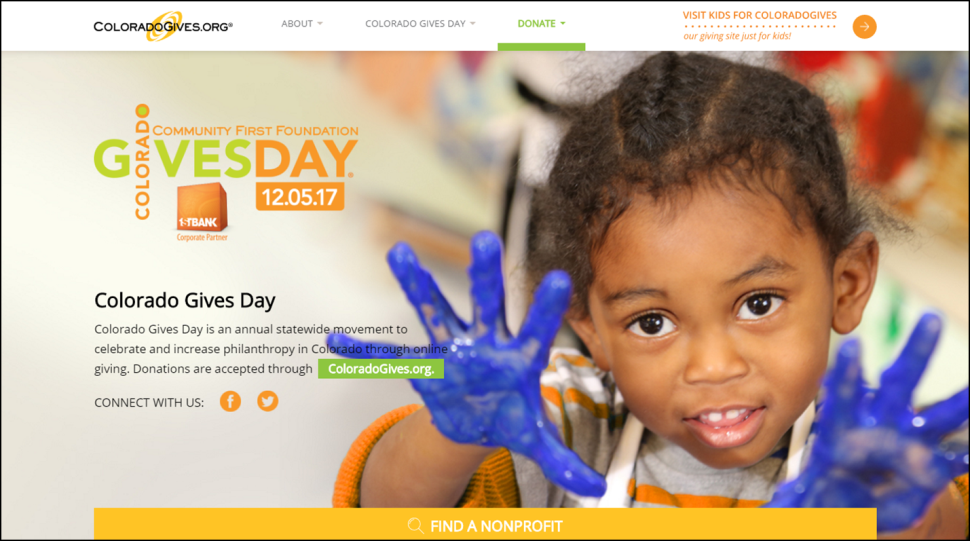 COLORADOGIVES.ORG®
ABOUT
COLORADO GIVES DAY
DONATE
VISIT KIDS FOR COLORADOGIVES
our giving site just for kids!
COMMUNITY FIRST FOUNDATION
COLORADO
GIVESDAY®
12.05.17
1STBANK
Corporate Partner
Colorado Gives Day
Colorado Gives Day is an annual statewide movement to
celebrate and increase philanthropy in Colorado through online
giving. Donations are accepted through ColoradoGives.org.
CONNECT WITH US:
FIND A NONPROFIT